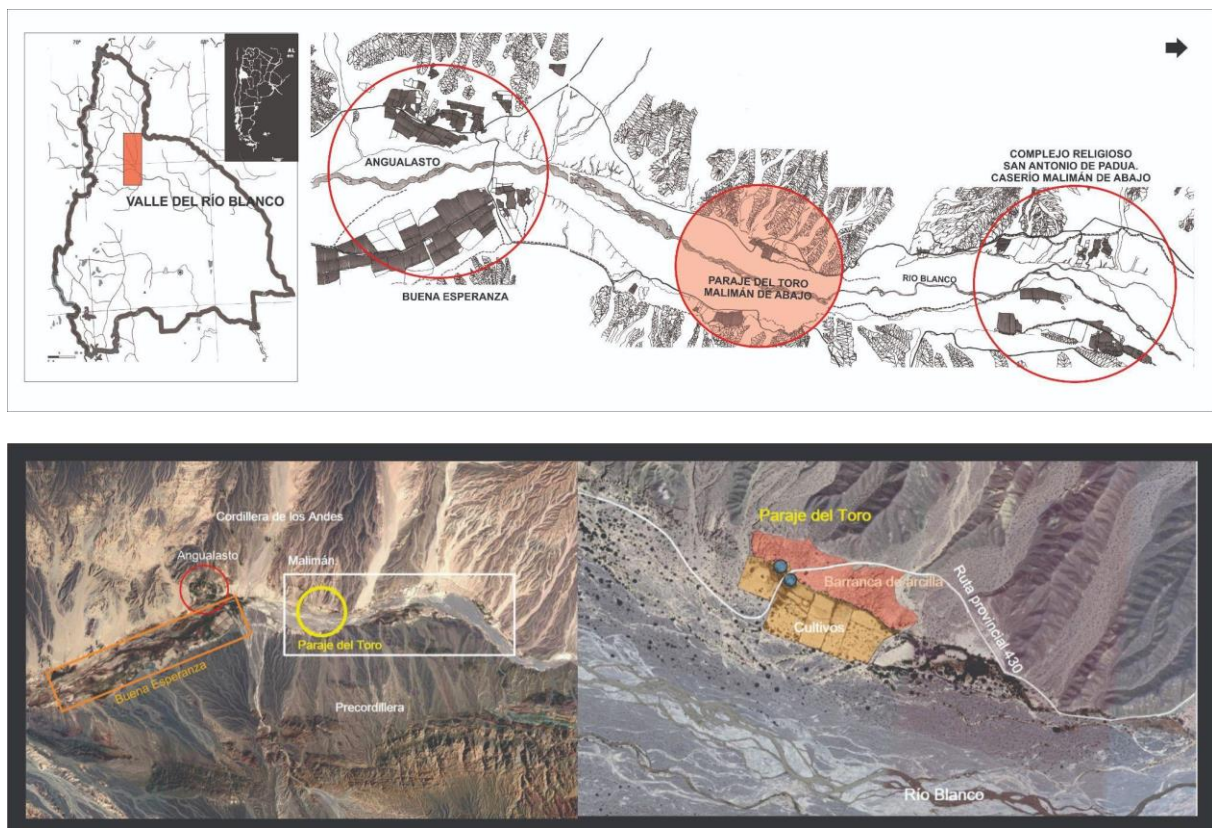 70°
69°
VALLE DEL RÍO BLANCO
ANGUALASTO
BUENA ESPERANZA
PARAJE DEL TORO
MALIMÁN DE ABAJO
RIO BLANCO
COMPLEJO RELIGIOSO
SAN ANTONIO DE PADUA.
CASERÍO MALIMÁN DE ABAJO
Cordillera de los Andes
Angualasto
Malimán
Paraje del Toro
Buena Esperanza
Precordillera
Paraje del Toro
Barranca de arcilla
Cultivos
Ruta provincial 430
Río Blanco